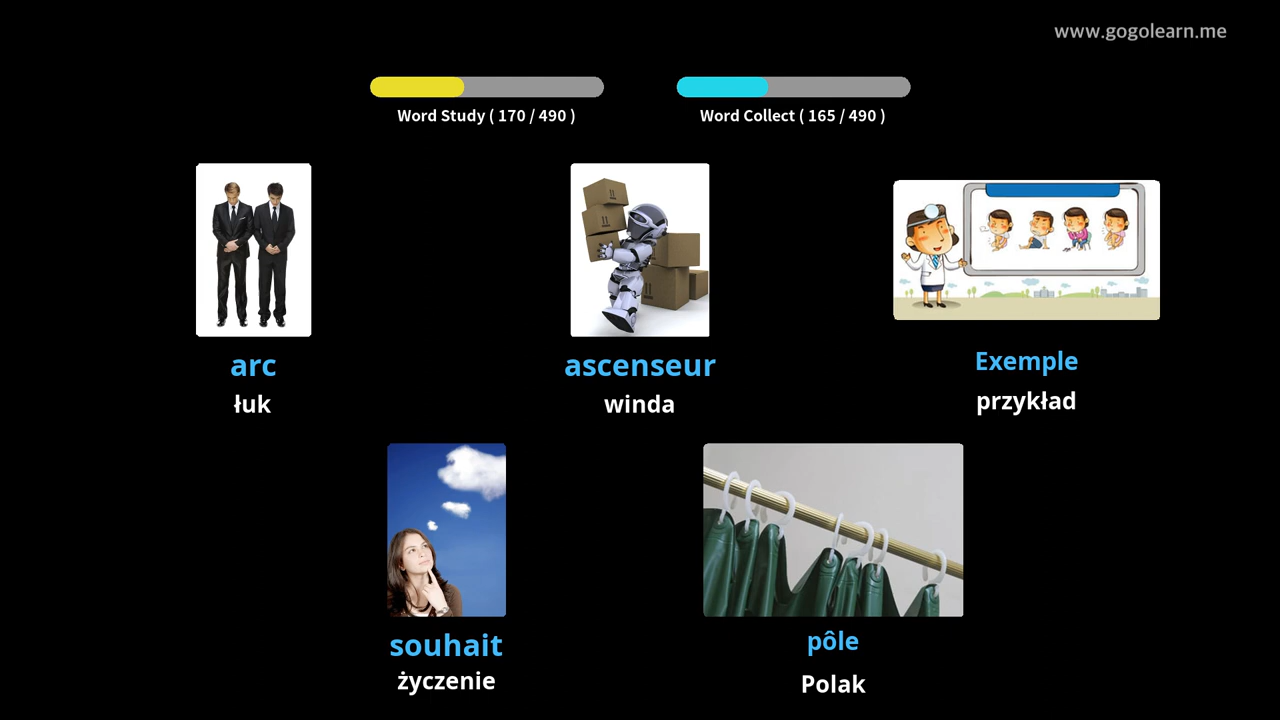 www.gogolearn.me
Word Study ( 170 / 490 )
Word Collect ( 165 / 490 )
arc
łuk
ascenseur
winda
Exemple
przykład
souhait
życzenie
pôle
Polak